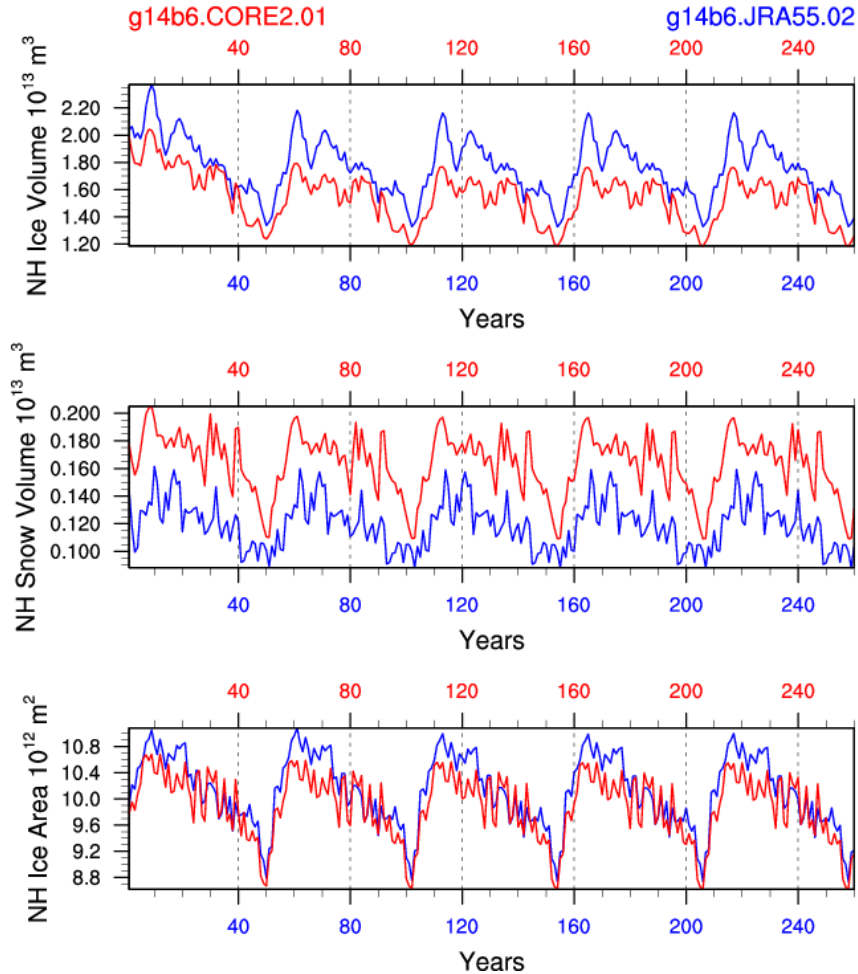 g14b6.CORE2.01 g14b6.JRA55.02
40 80 120 160 200 240
NH Ice Volume 10¹³ m³
2.20
2.00
1.80
1.60
1.40
1.20
40 80 120 160 200 240
Years
40 80 120 160 200 240
NH Snow Volume 10¹³ m³
0.200
0.180
0.160
0.140
0.120
0.100
40 80 120 160 200 240
Years
40 80 120 160 200 240
NH Ice Area 10¹² m²
10.8
10.4
10.0
9.6
9.2
8.8
40 80 120 160 200 240
Years